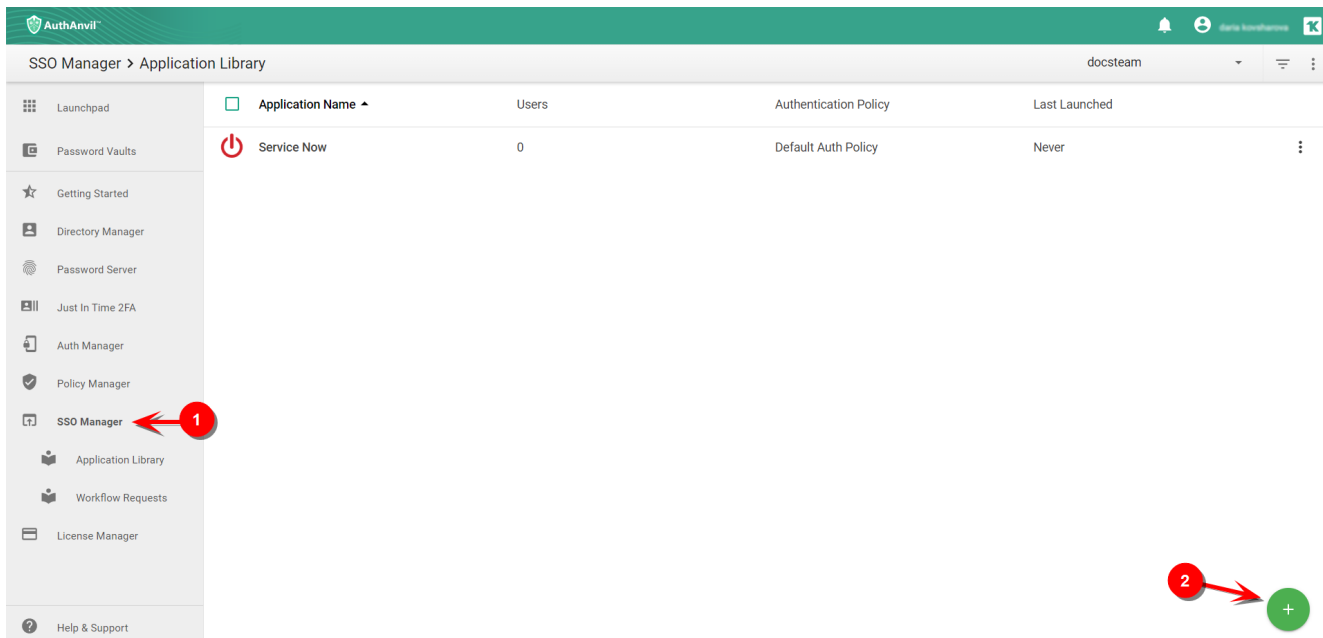 AuthAnvil™
SSO Manager > Application Library
docsteam
Launchpad
Password Vaults
Getting Started
Directory Manager
Password Server
Just In Time 2FA
Auth Manager
Policy Manager
SSO Manager
1
Application Library
Workflow Requests
License Manager
Help & Support
Application Name Users Authentication Policy Last Launched
Service Now 0 Default Auth Policy Never
2
+